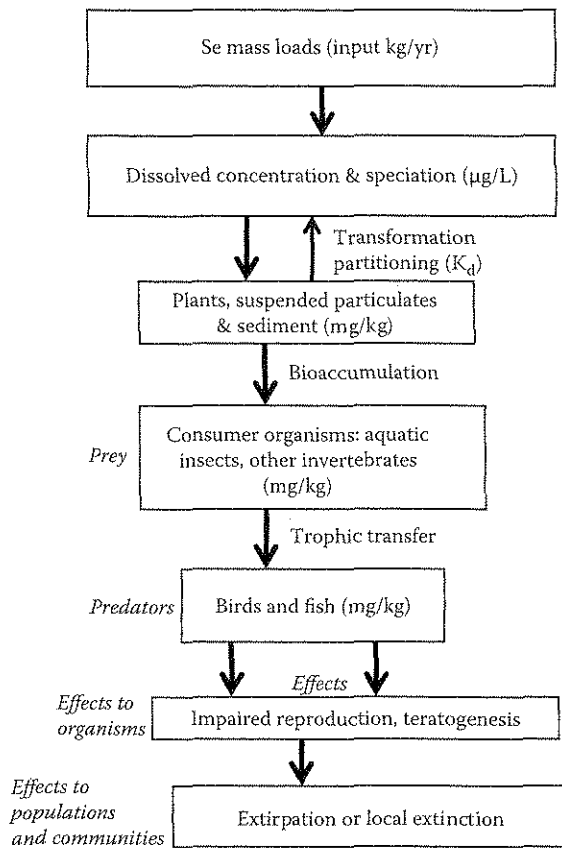 Se mass loads (input kg/yr)
Dissolved concentration & speciation (µg/L)
Transformation
partitioning (Kd)
Plants, suspended particulates
& sediment (mg/kg)
Bioaccumulation
Prey
Consumer organisms: aquatic
insects, other invertebrates
(mg/kg)
Trophic transfer
Predators
Birds and fish (mg/kg)
Effects
Effects to
organisms
Impaired reproduction, teratogenesis
Effects to
populations
and communities
Extirpation or local extinction